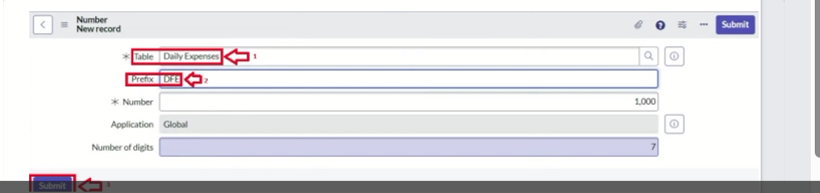 Number
New record
Submit
* Table Daily Expenses 1
Prefix DFE 2
* Number 1,000
Application Global
Number of digits 7
Submit